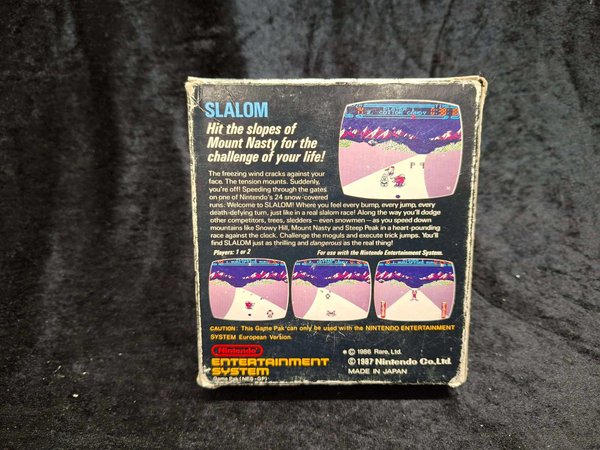 SLALOM
Hit the slopes of
Mount Nasty for the
challenge of your life!
The freezing wind cracks against your
face. The tension mounts. Suddenly,
you're off! Speeding through the gates
on one of Nintendo's 24 snow-covered
runs. Welcome to SLALOM! Where you feel every bump, every jump, every
death-defying turn, just like in a real slalom race! Along the way you'll dodge
other competitors, trees, sledders—even snowmen—as you speed down
mountains like Snowy Hill, Mount Nasty and Steep Peak in a heart-pounding
race against the clock. Challenge the moguls and execute trick jumps. You'll
find SLALOM just as thrilling and dangerous as the real thing!
Players: 1 or 2
For use with the Nintendo Entertainment System.
CAUTION: This Game Pak can only be used with the NINTENDO ENTERTAINMENT
SYSTEM European Version.
Nintendo
ENTERTAINMENT
SYSTEM
Game Pak (NES-GP)
© 1986 Rare, Ltd.
© 1987 Nintendo Co., Ltd.
MADE IN JAPAN